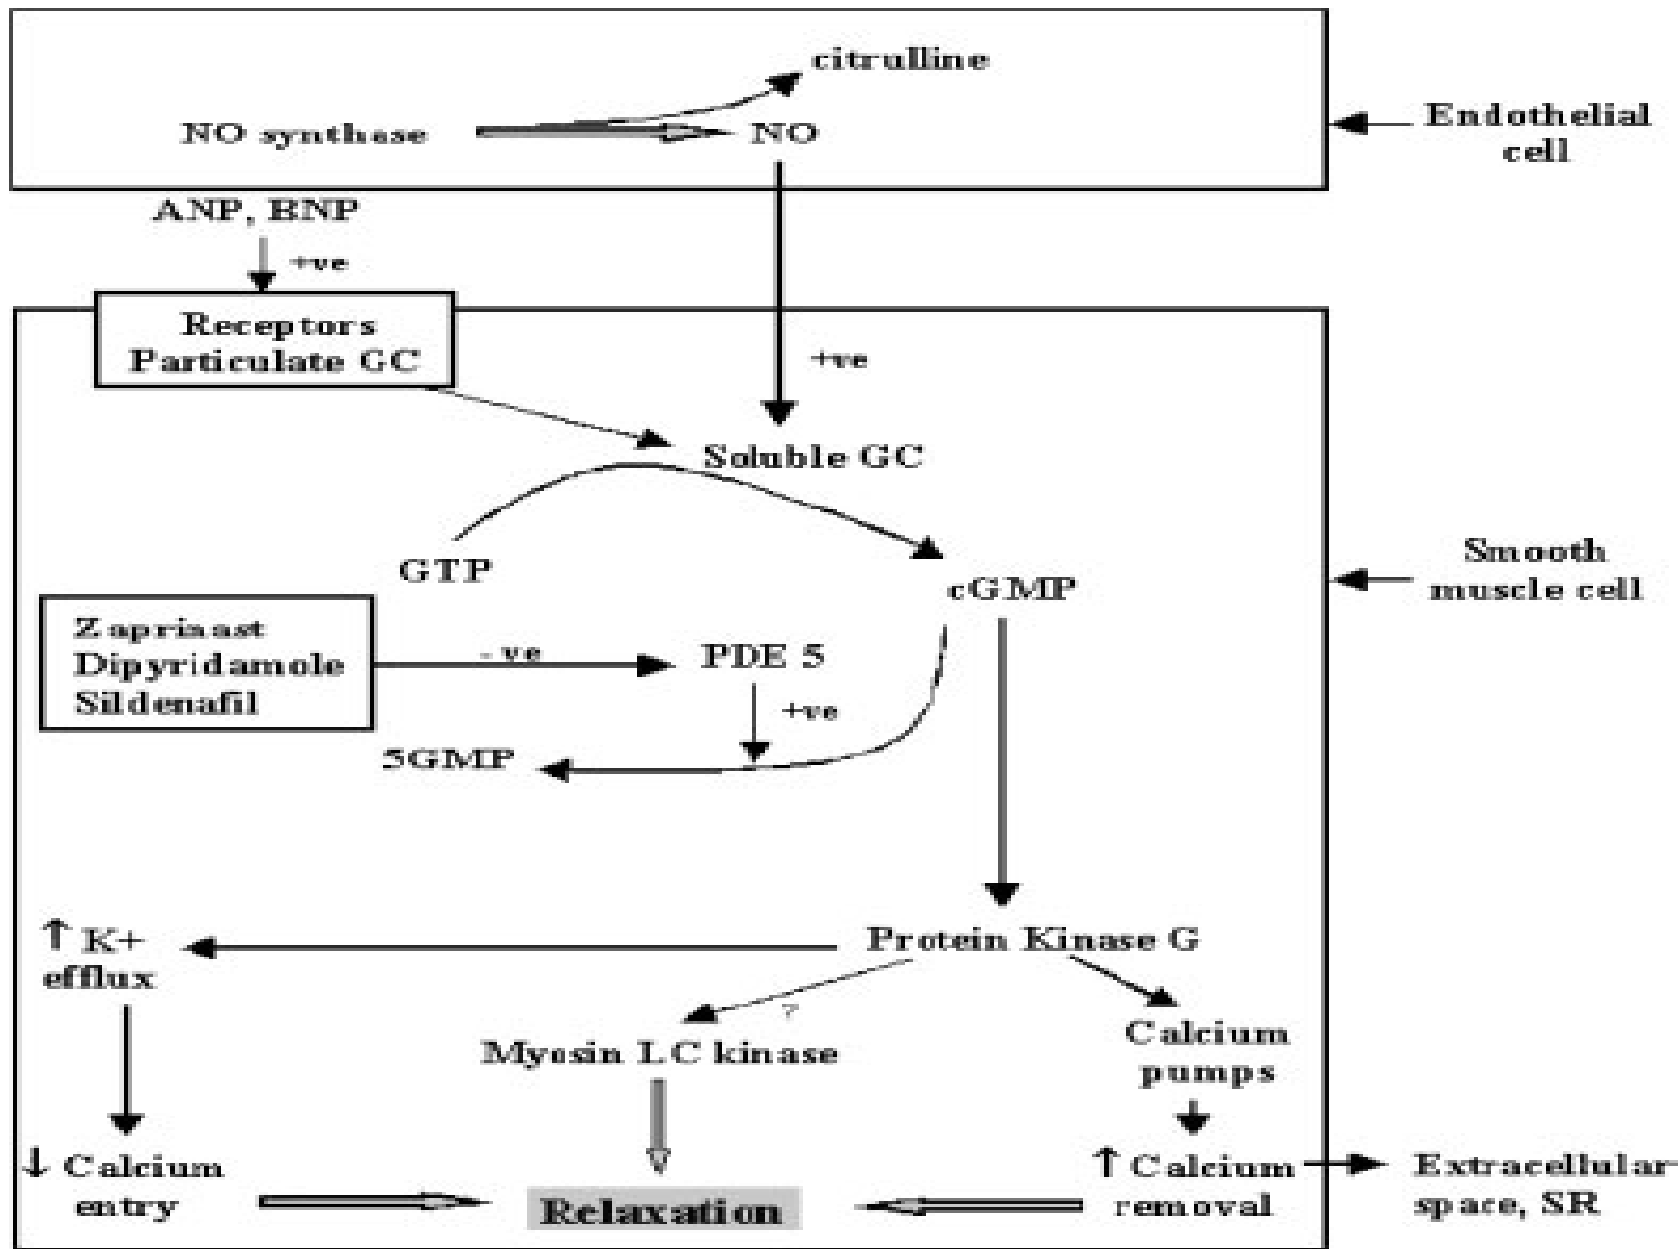 citrulline
NO synthase
NO
Endothelial
cell
ANP, BNP
+ve
Receptors
Particulate GC
+ve
Soluble GC
GTP
cGMP
Smooth
muscle cell
Zapriaast
Dipyridamole
Sildenafil
- ve
PDE 5
+ve
5GMP
↑ K+
efflux
Protein Kinase G
?
Myosin LC kinase
Calcium
pumps
↓ Calcium
entry
Relaxation
↑ Calcium
removal
Extracellular
space, SR